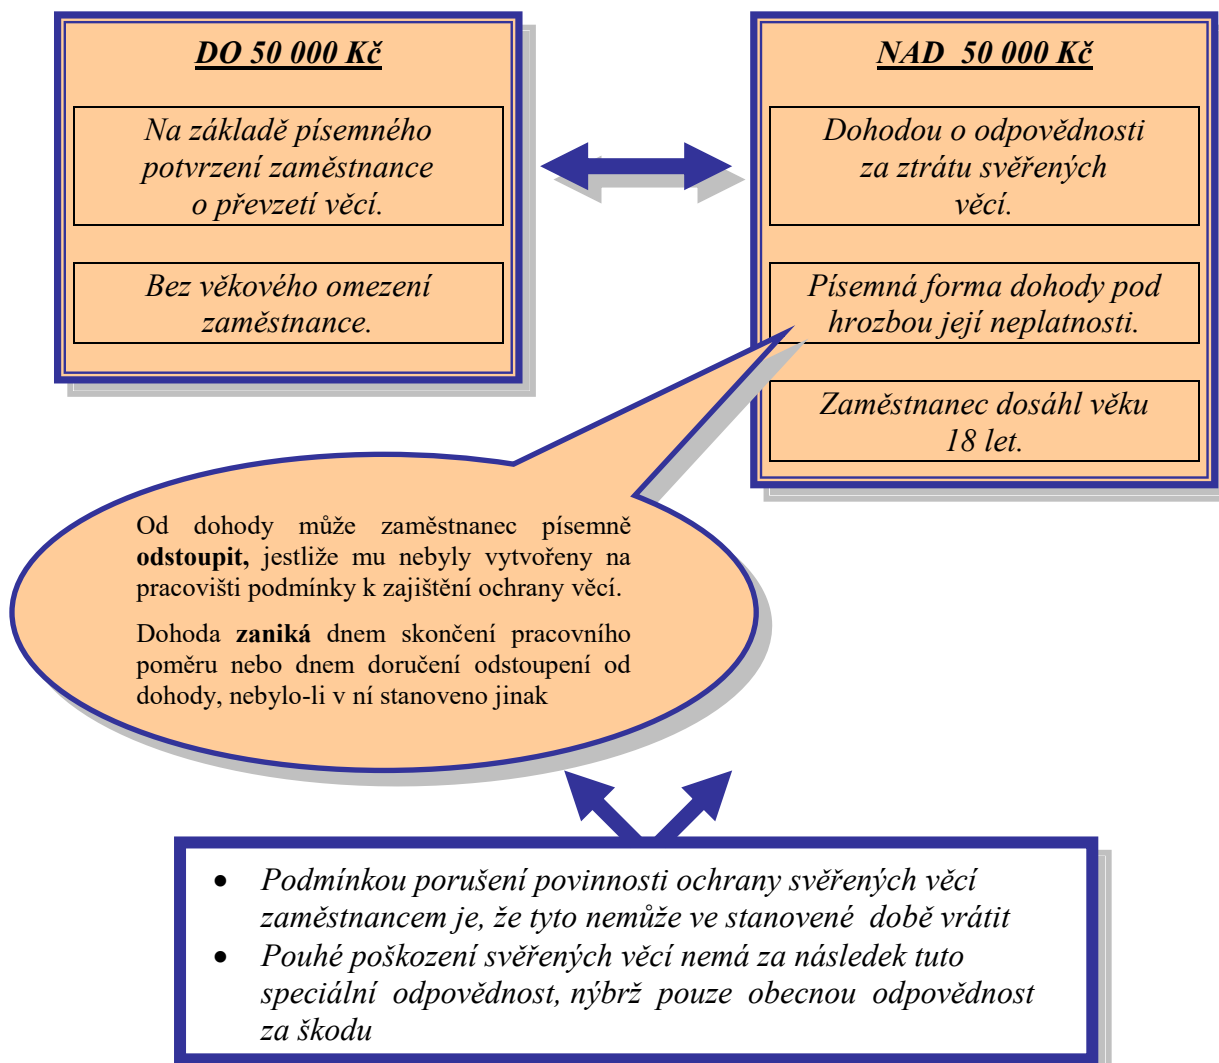 DO 50 000 Kč
Na základě písemného
potvrzení zaměstnance
o převzetí věcí.
Bez věkového omezení
zaměstnance.
NAD 50 000 Kč
Dohodou o odpovědnosti
za ztrátu svěřených
věcí.
Písemná forma dohody pod
hrozbou její neplatnosti.
Zaměstnanec dosáhl věku
18 let.
Od dohody může zaměstnanec písemně
odstoupit, jestliže mu nebyly vytvořeny na
pracovišti podmínky k zajištění ochrany věcí.
Dohoda zaniká dnem skončení pracovního
poměru nebo dnem doručení odstoupení od
dohody, nebylo-li v ní stanoveno jinak
• Podmínkou porušení povinnosti ochrany svěřených věcí
zaměstnancem je, že tyto nemůže ve stanovené době vrátit
• Pouhé poškození svěřených věcí nemá za následek tuto
speciální odpovědnost, nýbrž pouze obecnou odpovědnost
za škodu